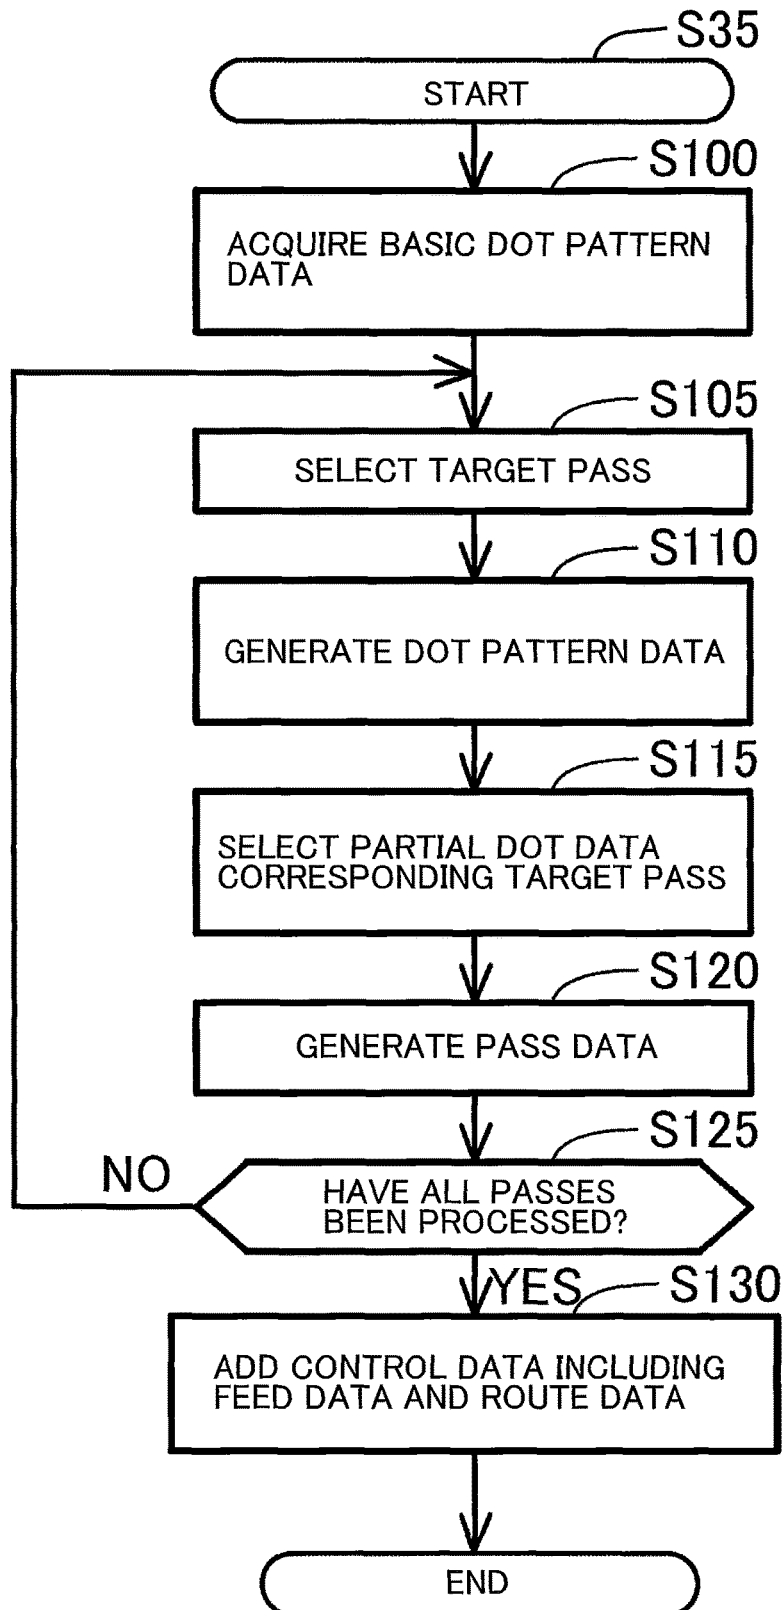 S35
START
S100
ACQUIRE BASIC DOT PATTERN
DATA
S105
SELECT TARGET PASS
S110
GENERATE DOT PATTERN DATA
S115
SELECT PARTIAL DOT DATA
CORRESPONDING TARGET PASS
S120
GENERATE PASS DATA
S125
NO
HAVE ALL PASSES
BEEN PROCESSED?
YES
S130
ADD CONTROL DATA INCLUDING
FEED DATA AND ROUTE DATA
END